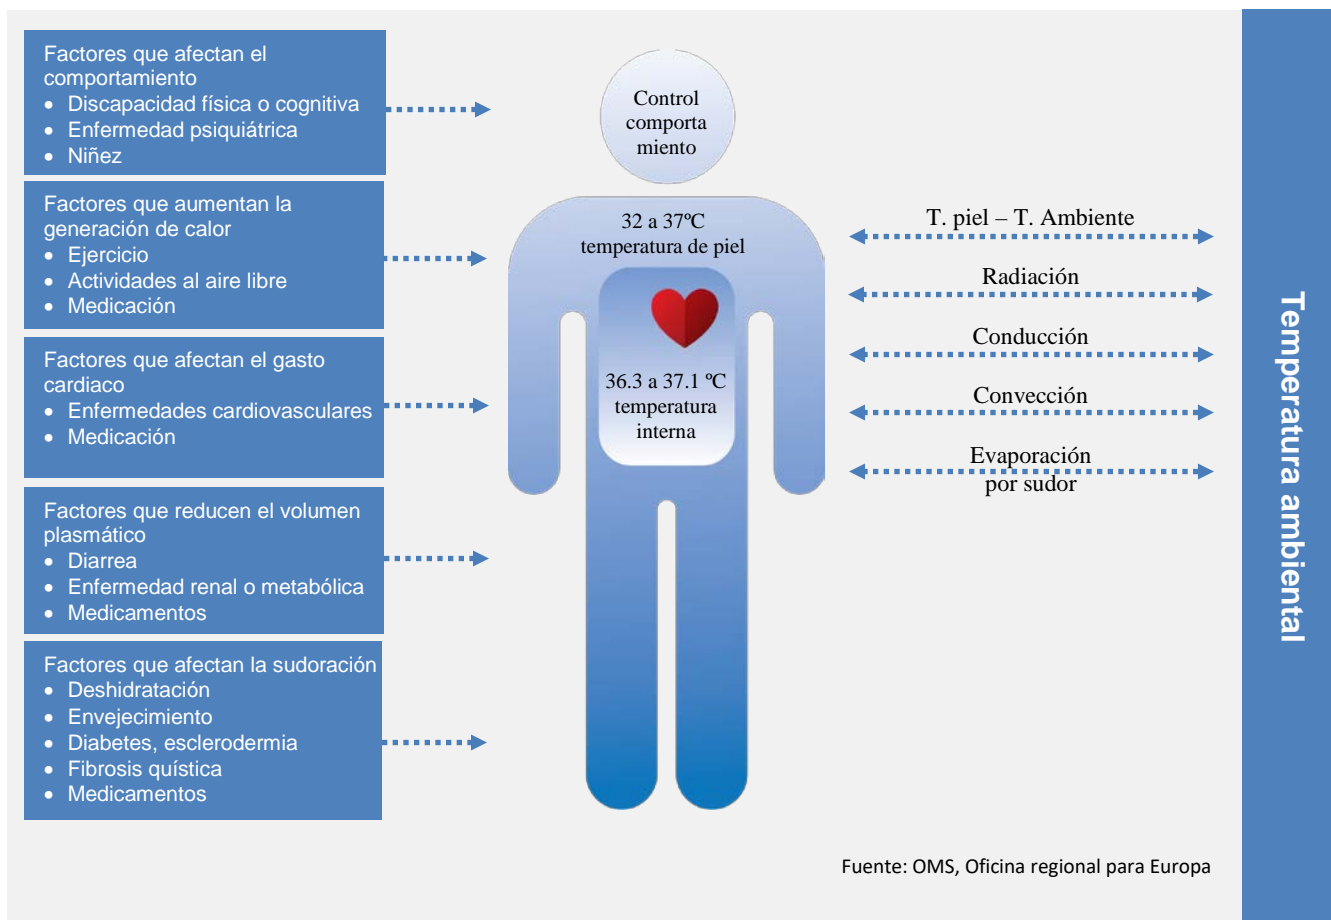 Factores que afectan el
comportamiento
• Discapacidad física o cognitiva
• Enfermedad psiquiátrica
• Niñez
Factores que aumentan la
generación de calor
• Ejercicio
• Actividades al aire libre
• Medicación
Factores que afectan el gasto
cardiaco
• Enfermedades cardiovasculares
• Medicación
Factores que reducen el volumen
plasmático
• Diarrea
• Enfermedad renal o metabólica
• Medicamentos
Factores que afectan la sudoración
• Deshidratación
• Envejecimiento
• Diabetes, esclerodermia
• Fibrosis quística
• Medicamentos
Control
comporta
miento
32 a 37ºC
temperatura de piel
36.3 a 37.1 ºC
temperatura
interna
T. piel – T. Ambiente
Radiación
Conducción
Convección
Evaporación
por sudor
Temperatura ambiental
Fuente: OMS, Oficina regional para Europa